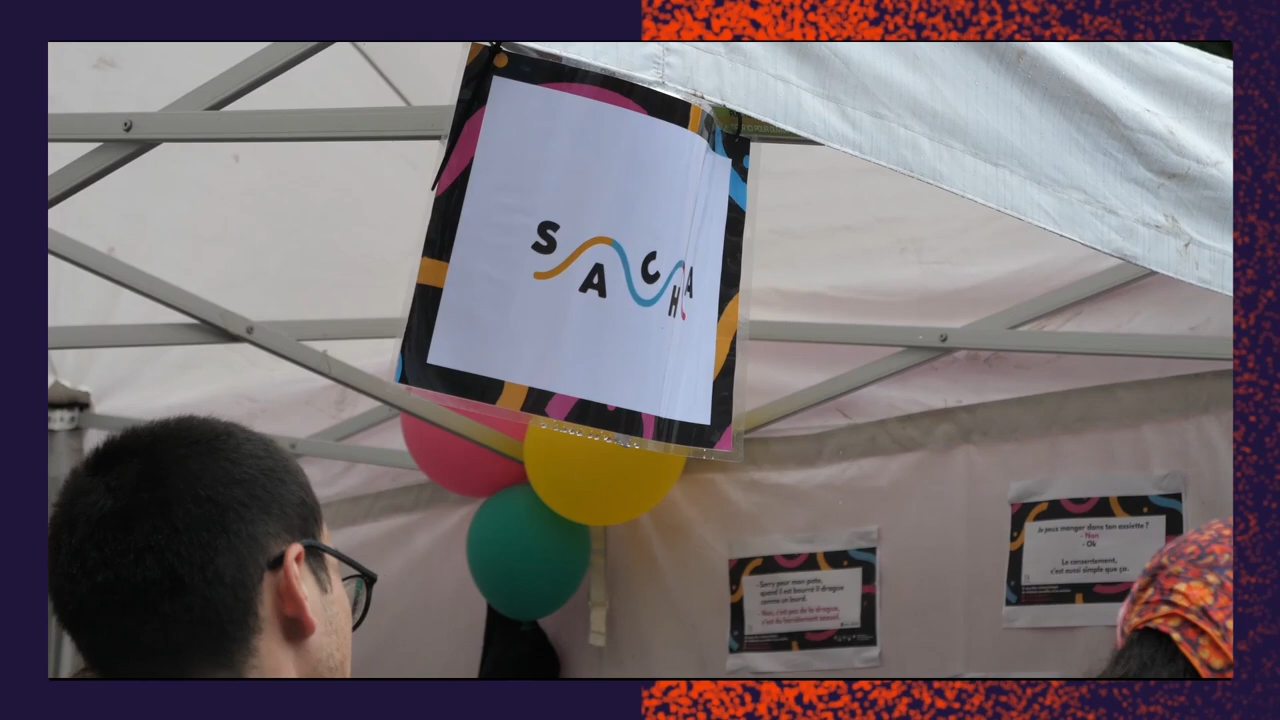 SACHA
Je peux manger dans ton assiette ?
- Non
- Ok
Le consentement,
c'est aussi simple que ça.
- Sorry pour mon pote,
quand il est bourré il drague
comme un lourd.
- Non, c'est pas de la drague,
c'est du harcèlement sexuel.